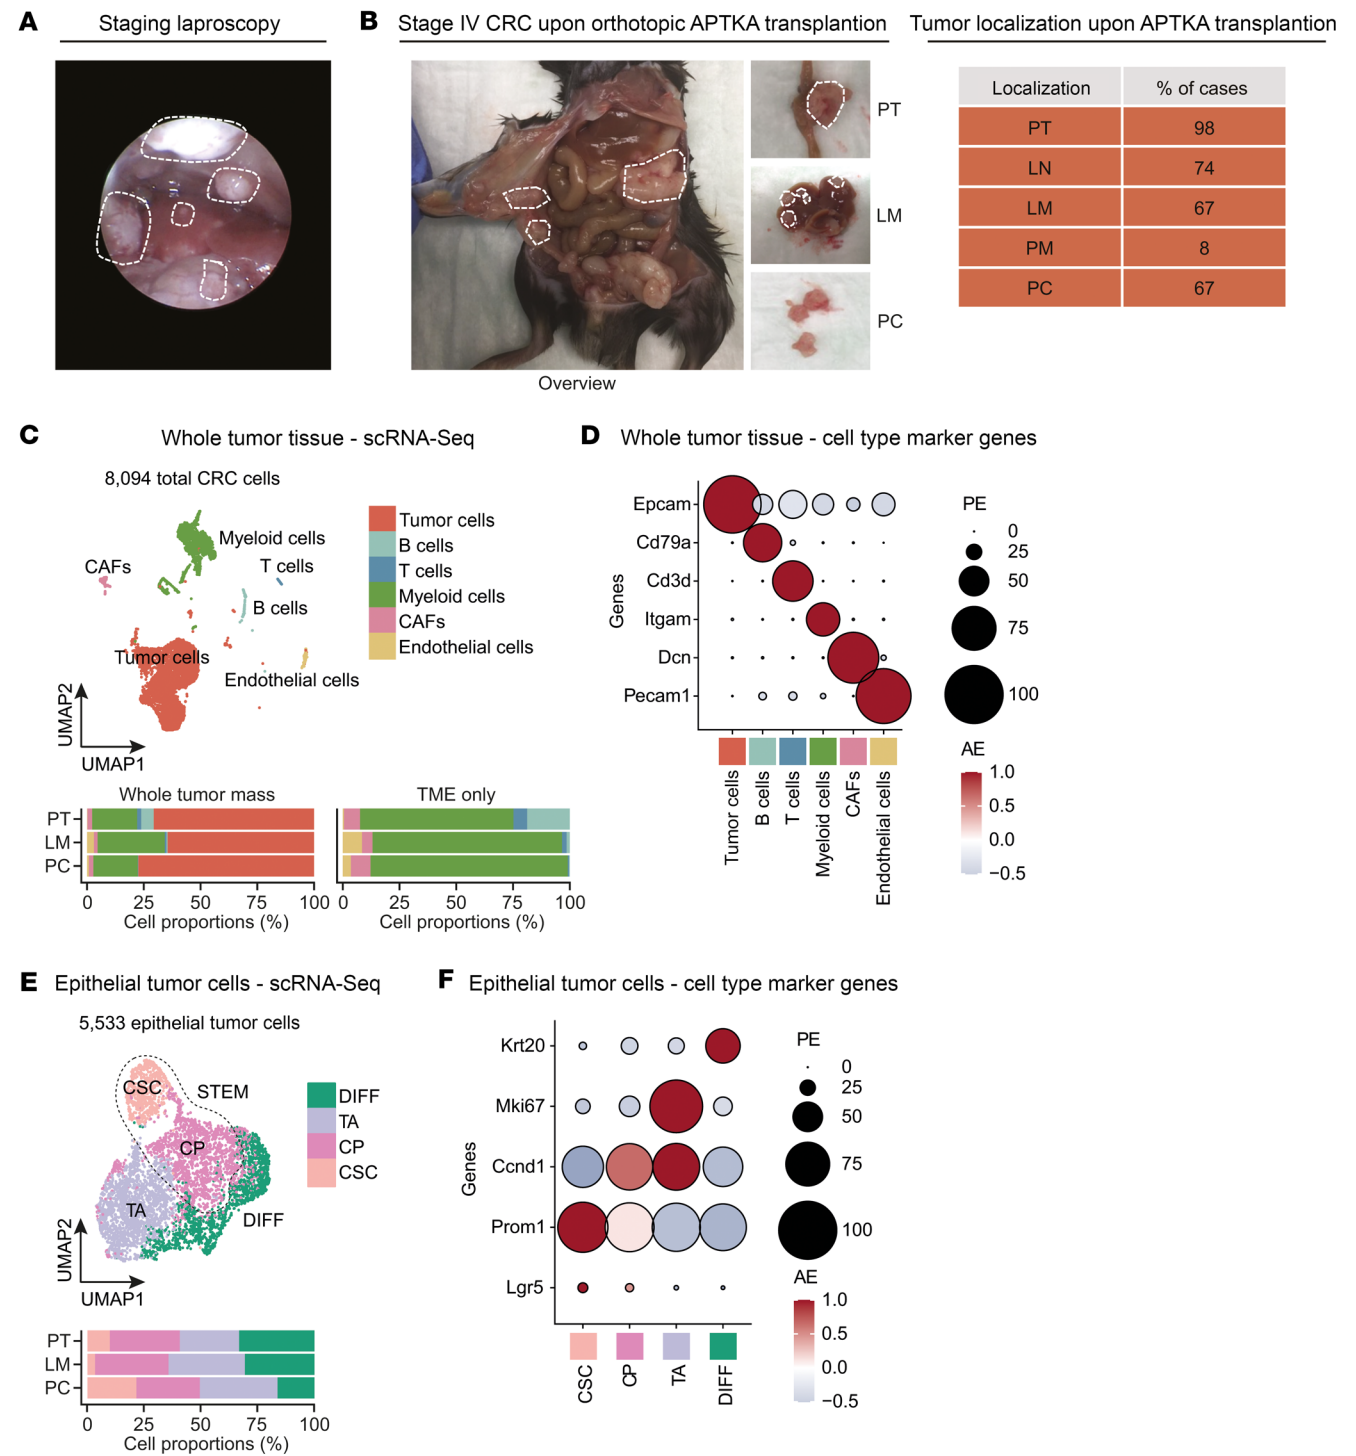 A
Staging laproscopy
B
Stage IV CRC upon orthotopic APTKA transplantion
Tumor localization upon APTKA transplantion
PT
LM
PC
Overview
Localization % of cases
PT 98
LN 74
LM 67
PM 8
PC 67
C
Whole tumor tissue - scRNA-Seq
8,094 total CRC cells
Myeloid cells
CAFs
T cells
B cells
Tumor cells
Endothelial cells
UMAP2
UMAP1
Tumor cells
B cells
T cells
Myeloid cells
CAFs
Endothelial cells
Whole tumor mass
TME only
PT
LM
PC
0 25 50 75 100
Cell proportions (%)
0 25 50 75 100
Cell proportions (%)
D
Whole tumor tissue - cell type marker genes
Genes
Epcam
Cd79a
Cd3d
Itgam
Dcn
Pecam1
Tumor cells
B cells
T cells
Myeloid cells
CAFs
Endothelial cells
PE
0
25
50
75
100
AE
1.0
0.5
0.0
−0.5
E
Epithelial tumor cells - scRNA-Seq
5,533 epithelial tumor cells
CSC
STEM
CP
TA
DIFF
UMAP2
UMAP1
DIFF
TA
CP
CSC
PT
LM
PC
0 25 50 75 100
Cell proportions (%)
F
Epithelial tumor cells - cell type marker genes
Genes
Krt20
Mki67
Ccnd1
Prom1
Lgr5
CSC
CP
TA
DIFF
PE
0
25
50
75
100
AE
1.0
0.5
0.0
−0.5